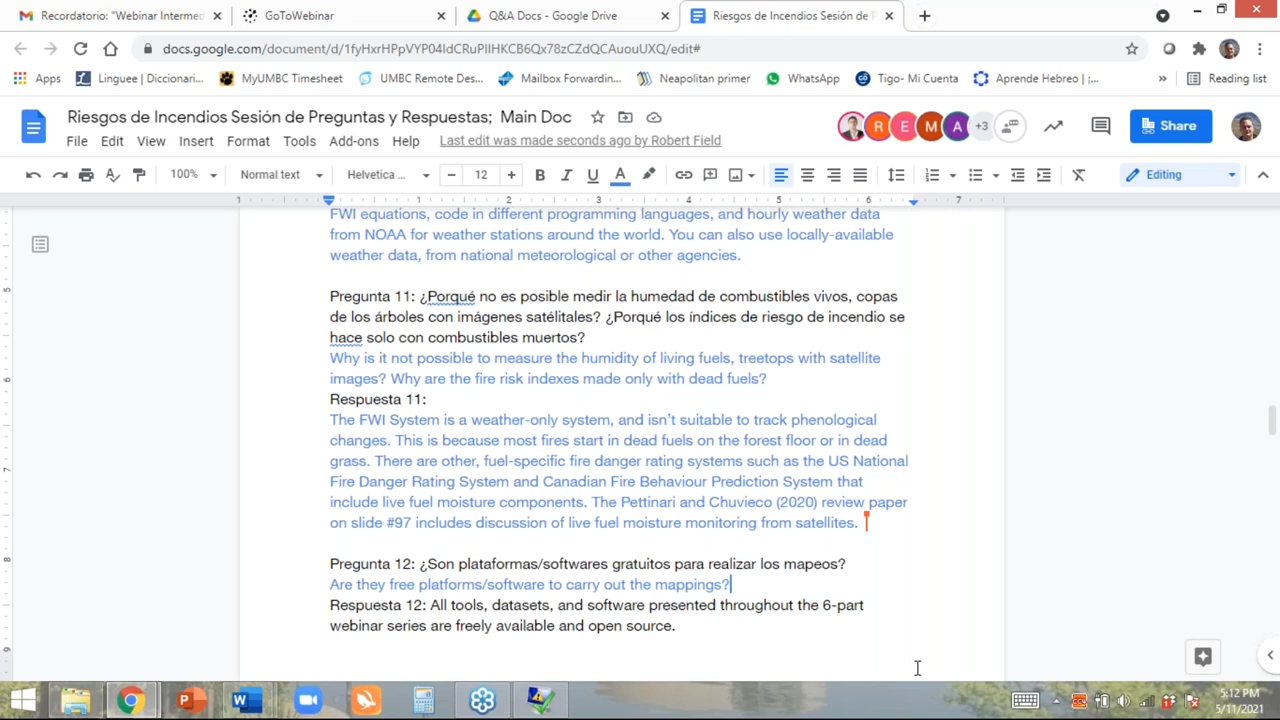 Recordatorio: "Webinar Intermed
GoToWebinar
Q&A Docs - Google Drive
Riesgos de Incendios Sesión de P
docs.google.com/document/d/1fyHxrHPpVYP04IdCRuPIIHKCB6Qx78zCZdQCAuouUXQ/edit#
Apps
Linguee | Diccionari...
MyUMBC Timesheet
UMBC Remote Des...
Mailbox Forwardin...
Neapolitan primer
WhatsApp
Tigo- Mi Cuenta
Aprende Hebreo | ;...
»
Reading list
Riesgos de Incendios Sesión de Preguntas y Respuestas; Main Doc
R
E
M
A
+3
Share
File Edit View Insert Format Tools Add-ons Help
Last edit was made seconds ago by Robert Field
100%
Normal text
Helvetica ...
12
B I U A
Editing
1 1 2 3 4 5 6 7
FWI equations, code in different programming languages, and hourly weather data
from NOAA for weather stations around the world. You can also use locally-available
weather data, from national meteorological or other agencies.
Pregunta 11: ¿Porqué no es posible medir la humedad de combustibles vivos, copas
de los árboles con imágenes satélitales? ¿Porqué los índices de riesgo de incendio se
hace solo con combustibles muertos?
Why is it not possible to measure the humidity of living fuels, treetops with satellite
images? Why are the fire risk indexes made only with dead fuels?
Respuesta 11:
The FWI System is a weather-only system, and isn't suitable to track phenological
changes. This is because most fires start in dead fuels on the forest floor or in dead
grass. There are other, fuel-specific fire danger rating systems such as the US National
Fire Danger Rating System and Canadian Fire Behaviour Prediction System that
include live fuel moisture components. The Pettinari and Chuvieco (2020) review paper
on slide #97 includes discussion of live fuel moisture monitoring from satellites.
Pregunta 12: ¿Son plataformas/softwares gratuitos para realizar los mapeos?
Are they free platforms/software to carry out the mappings?
Respuesta 12: All tools, datasets, and software presented throughout the 6-part
webinar series are freely available and open source.
5
6
7
8
9
5:12 PM
5/11/2021